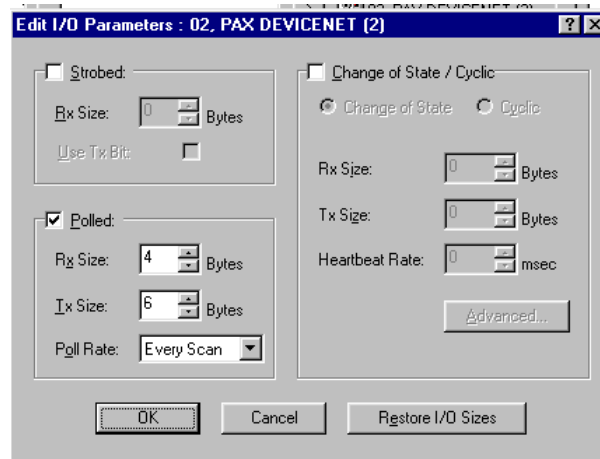 Edit I/O Parameters : 02, PAX DEVICENET (2)
Strobed:
Rx Size: 0 Bytes
Use Tx Bit:
Polled:
Rx Size: 4 Bytes
Tx Size: 6 Bytes
Poll Rate: Every Scan
Change of State / Cyclic
Change of State Cyclic
Rx Size: 0 Bytes
Tx Size: 0 Bytes
Heartbeat Rate: 0 msec
Advanced...
OK Cancel Restore I/O Sizes